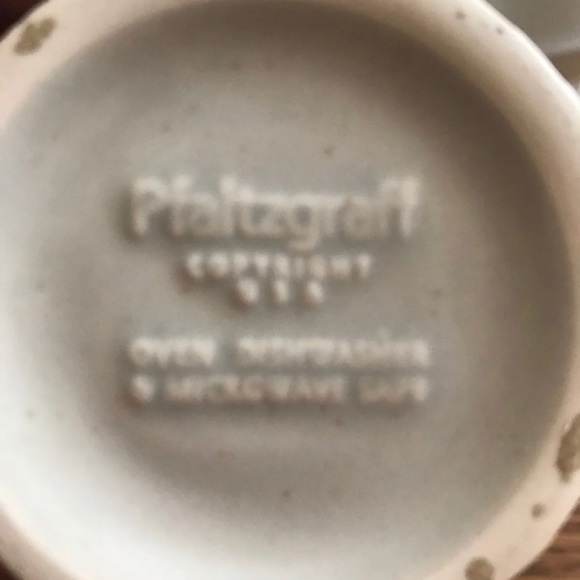 Pfaltzgraff
COPYRIGHT
USA
OVEN DISHWASHER
& MICROWAVE SAFE